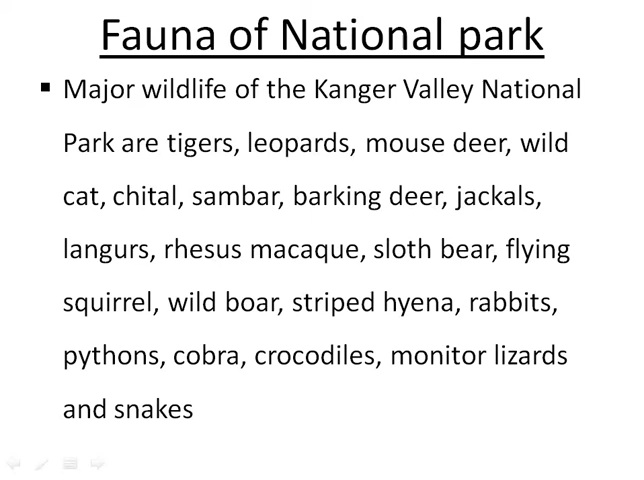 Fauna of National park
▪ Major wildlife of the Kanger Valley National
Park are tigers, leopards, mouse deer, wild
cat, chital, sambar, barking deer, jackals,
langurs, rhesus macaque, sloth bear, flying
squirrel, wild boar, striped hyena, rabbits,
pythons, cobra, crocodiles, monitor lizards
and snakes